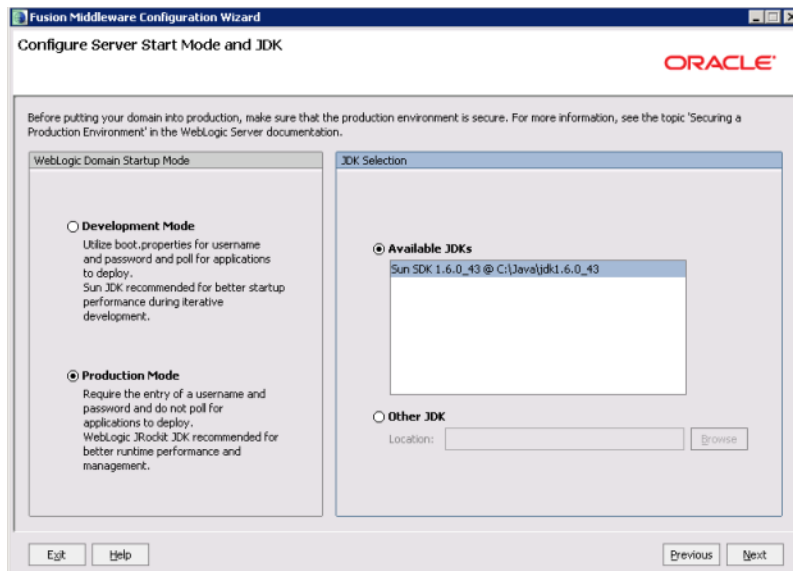 Fusion Middleware Configuration Wizard
Configure Server Start Mode and JDK
ORACLE
Before putting your domain into production, make sure that the production environment is secure. For more information, see the topic 'Securing a
Production Environment' in the WebLogic Server documentation.
WebLogic Domain Startup Mode
Development Mode
Utilize boot.properties for username
and password and poll for applications
to deploy.
Sun JDK recommended for better startup
performance during iterative
development.
Production Mode
Require the entry of a username and
password and do not poll for
applications to deploy.
WebLogic JRockit JDK recommended for
better runtime performance and
management.
JDK Selection
Available JDKs
Sun SDK 1.6.0_43 @ C:\Java\jdk1.6.0_43
Other JDK
Location:
Browse
Exit
Help
Previous
Next